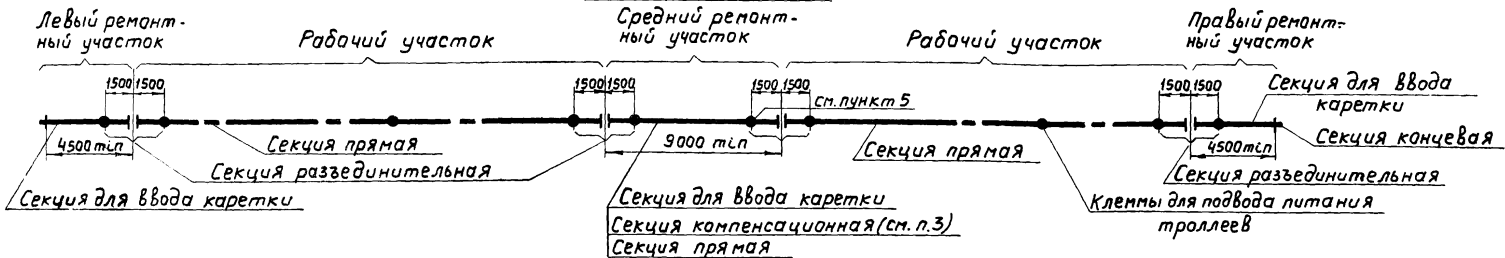 Левый ремонт-
ный участок
Рабочий участок
Средний ремонт-
ный участок
Рабочий участок
Правый ремонт-
ный участок
1500 1500
1500 1500
1500 1500
1500 1500
см. пункт 5
Секция для ввода
каретки
4500 min
Секция прямая
9000 min
Секция прямая
4500 min
Секция концевая
Секция разъединительная
Секция разъединительная
Секция для ввода каретки
Секция для ввода каретки
Клеммы для подвода питания
троллеев
Секция компенсационная (см. п.3)
Секция прямая